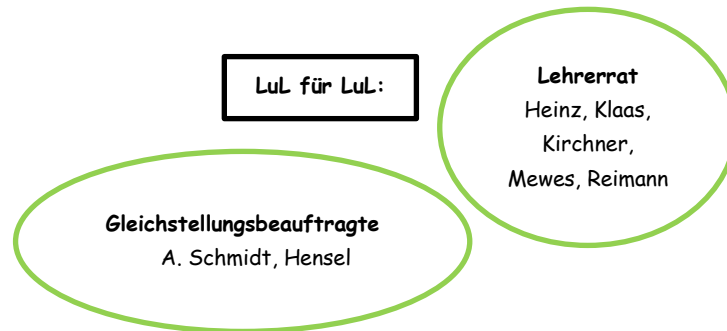 LuL für LuL:
Lehrerrat
Heinz, Klaas,
Kirchner,
Mewes, Reimann
Gleichstellungsbeauftragte
A. Schmidt, Hensel